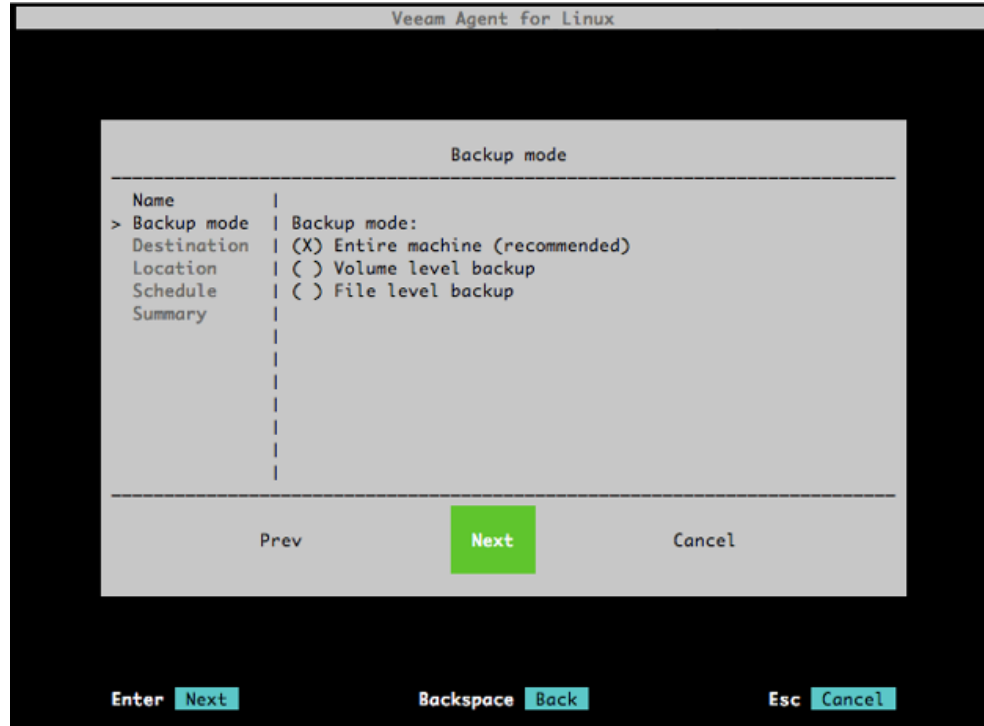 Veeam Agent for Linux
Backup mode
Name |
> Backup mode | Backup mode:
Destination | (X) Entire machine (recommended)
Location | ( ) Volume level backup
Schedule | ( ) File level backup
Summary |
Prev Next Cancel
Enter Next Backspace Back Esc Cancel